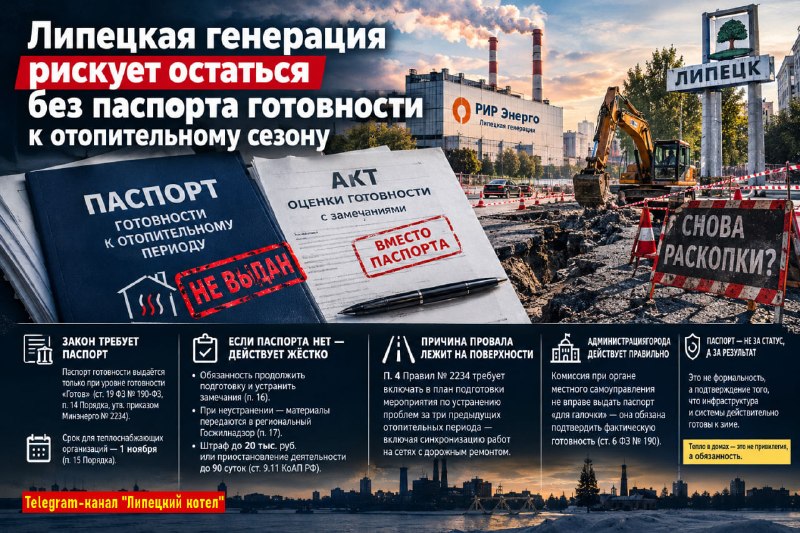 Липецкая генерация
рискует остаться
без паспорта готовности
к отопительному сезону
РИР Энерго
Липецкая генерация
ЛИПЕЦК
ПАСПОРТ
ГОТОВНОСТИ
К ОТОПИТЕЛЬНОМУ
ПЕРИОДУ
НЕ ВЫДАН
АКТ
ОЦЕНКИ ГОТОВНОСТИ
с замечаниями
ВМЕСТО
ПАСПОРТА
СНОВА
РАСКОПКИ?
ЗАКОН ТРЕБУЕТ
ПАСПОРТ
Паспорт готовности выдаётся
только при уровне готовности
«Готов» (ст. 19 ФЗ № 190-ФЗ,
п. 14 Порядка, утв. приказом
Минэнерго № 2234).
Срок для теплоснабжающих
организаций — 1 ноября
(п. 15 Порядка).
ЕСЛИ ПАСПОРТА НЕТ —
ДЕЙСТВУЕТ ЖЁСТКО
• Обязанность продолжить
подготовку и устранить
замечания (п. 16).
• При неустранении — материалы
передаются в региональный
Госжилнадзор (п. 17).
• Штраф до 20 тыс. руб.
или приостановление деятельности
до 90 суток (ст. 9.11 КоАП РФ).
ПРИЧИНА ПРОВАЛА
ЛЕЖИТ НА ПОВЕРХНОСТИ
П. 4 Правил № 2234 требует
включать в план подготовки
мероприятия по устранению
проблем за три предыдущих
отопительных периода —
включая синхронизацию работ
на сетях с дорожным ремонтом.
АДМИНИСТРАЦИЯГОРОДА
ДЕЙСТВУЕТ ПРАВИЛЬНО
Комиссия при органе
местного самоуправления
не вправе выдать паспорт
«для галочки» — она обязана
подтвердить фактическую
готовность (ст. 6 ФЗ № 190).
ПАСПОРТ — НЕ ЗА СТАТУС,
А ЗА РЕЗУЛЬТАТ
Это не формальность,
а подтверждение того,
что инфраструктура
и системы действительно
готовы к зиме.
Тепло в домах — это не привилегия,
а обязанность.
Telegram-канал "Липецкий котел"